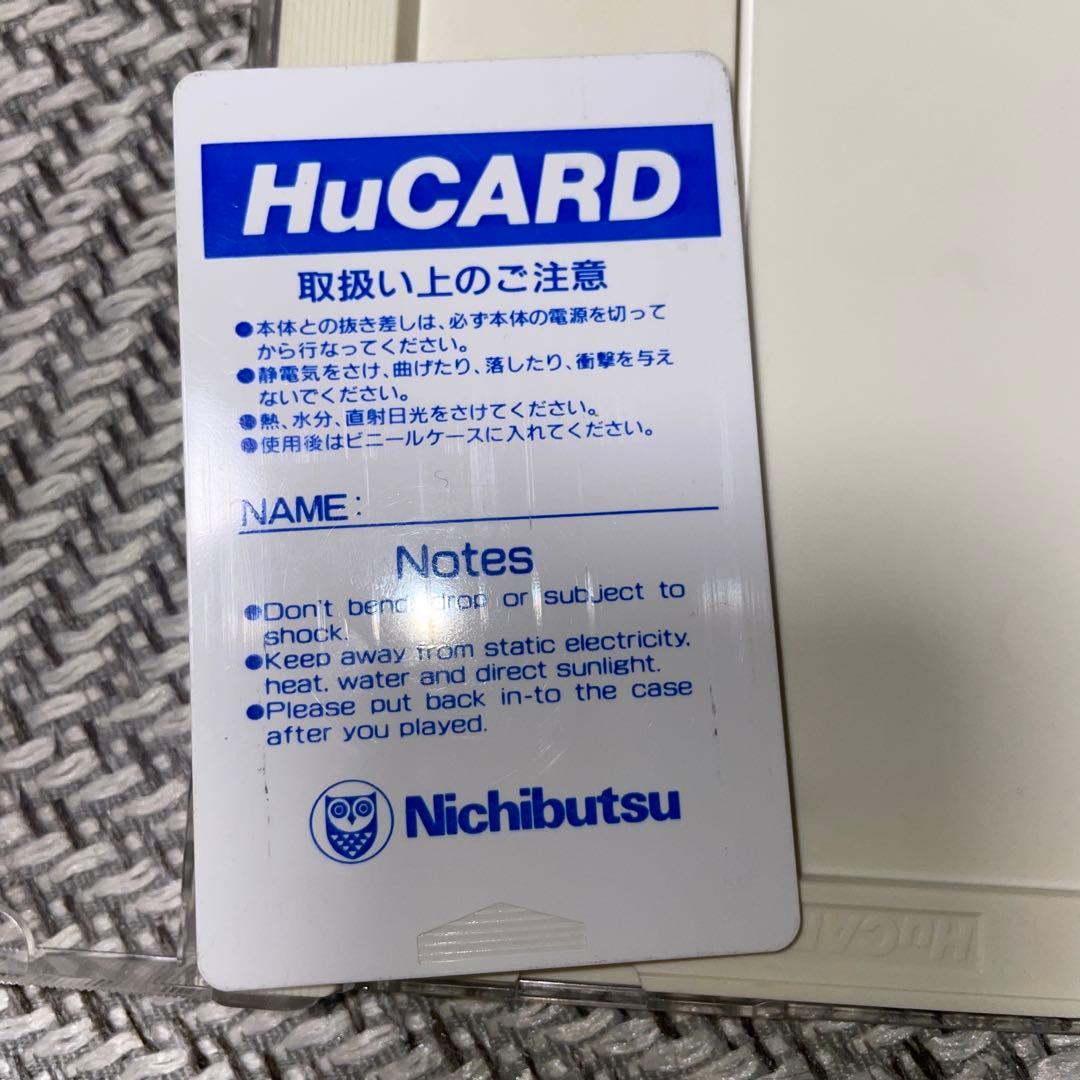 HuCARD
取扱い上のご注意
●本体との抜き差しは、必ず本体の電源を切って
から行なってください。
●静電気をさけ、曲げたり、落したり、衝撃を与え
ないでください。
●熱、水分、直射日光をさけてください。
●使用後はビニールケースに入れてください。
NAME:
Notes
●Don't bend, drop or subject to
shock.
●Keep away from static electricity,
heat, water and direct sunlight.
●Please put back in-to the case
after you played.
Nichibutsu
HuCA